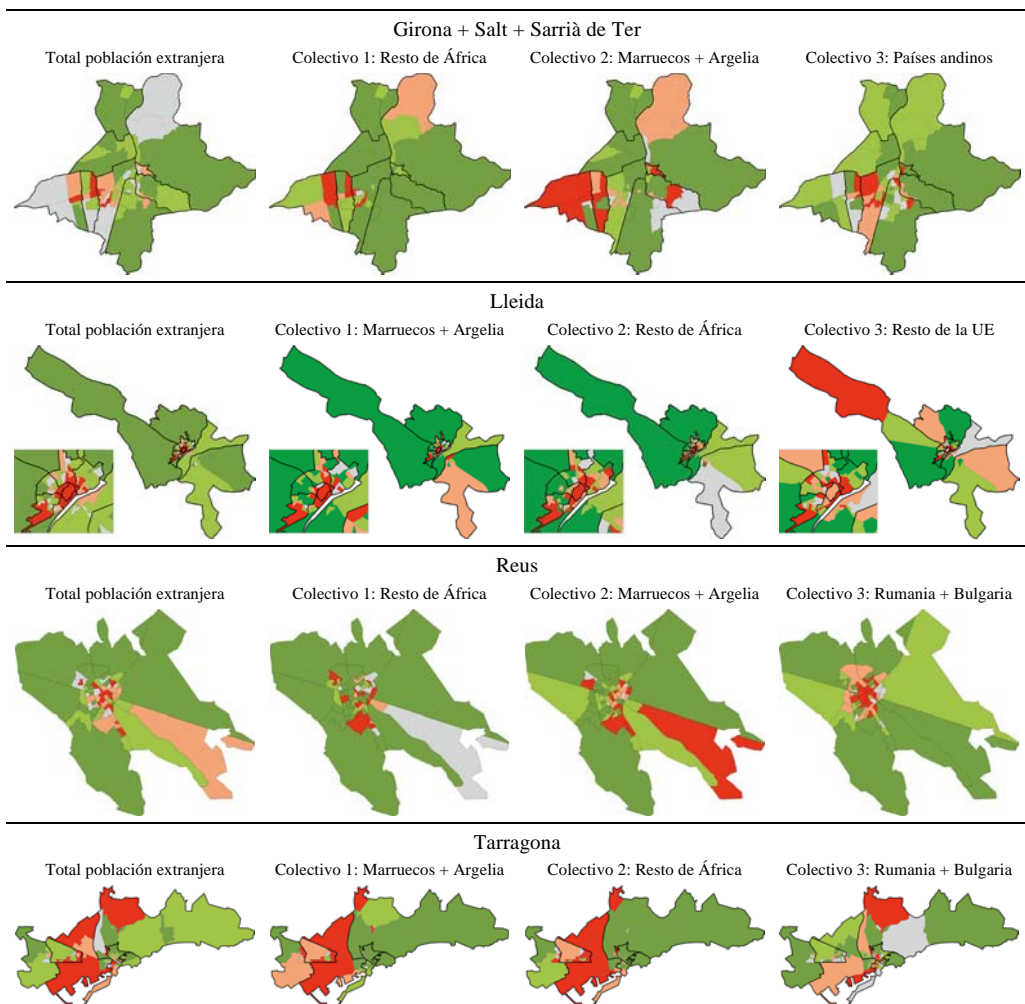 Girona + Salt + Sarrià de Ter
Total población extranjera
Colectivo 1: Resto de África
Colectivo 2: Marruecos + Argelia
Colectivo 3: Países andinos
Lleida
Total población extranjera
Colectivo 1: Marruecos + Argelia
Colectivo 2: Resto de África
Colectivo 3: Resto de la UE
Reus
Total población extranjera
Colectivo 1: Resto de África
Colectivo 2: Marruecos + Argelia
Colectivo 3: Rumania + Bulgaria
Tarragona
Total población extranjera
Colectivo 1: Marruecos + Argelia
Colectivo 2: Resto de África
Colectivo 3: Rumania + Bulgaria